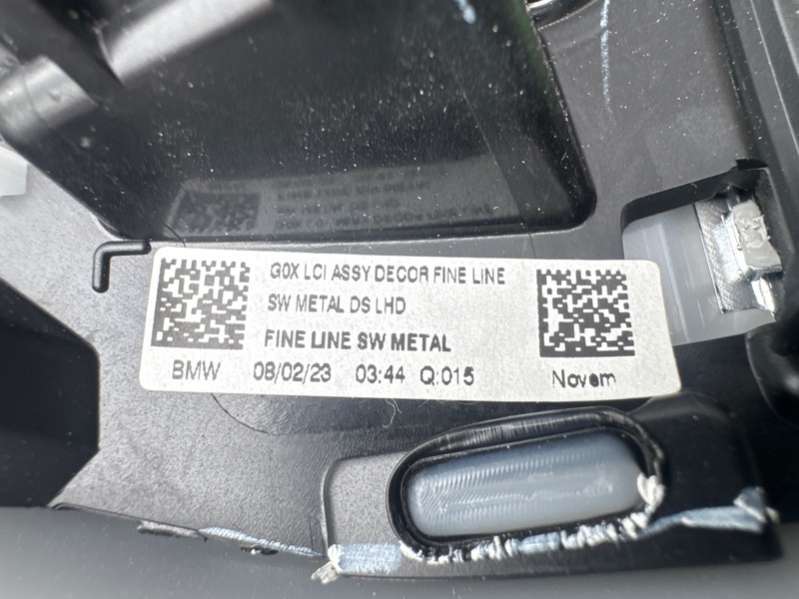 G0X LCI ASSY DECOR FINE LINE
SW METAL DS LHD
FINE LINE SW METAL
BMW 08/02/23 03:44 Q:015 Novem